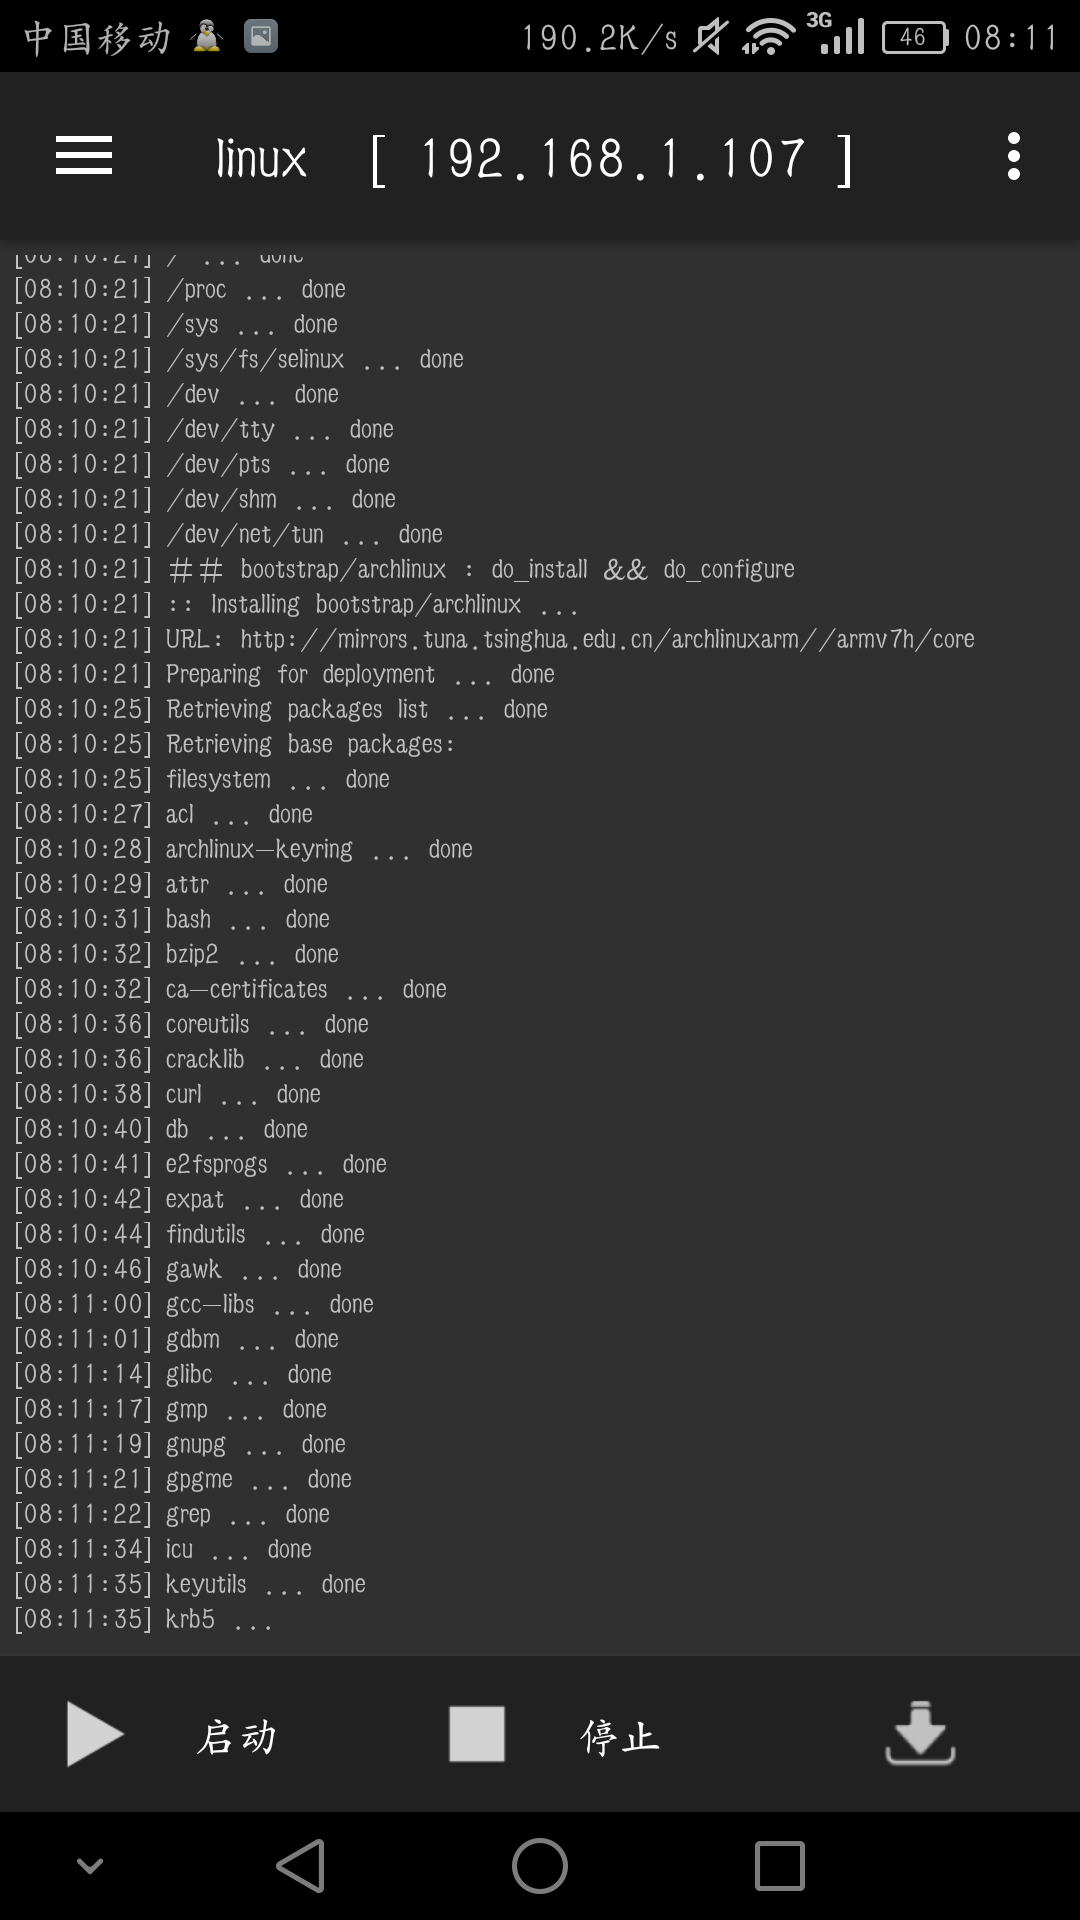 中国移动 190.2K/s 3G 46 08:11
linux [ 192.168.1.107 ]
[08:10:21] / ... done
[08:10:21] /proc ... done
[08:10:21] /sys ... done
[08:10:21] /sys/fs/selinux ... done
[08:10:21] /dev ... done
[08:10:21] /dev/tty ... done
[08:10:21] /dev/pts ... done
[08:10:21] /dev/shm ... done
[08:10:21] /dev/net/tun ... done
[08:10:21] ## bootstrap/archlinux : do_install && do_configure
[08:10:21] :: Installing bootstrap/archlinux ...
[08:10:21] URL: http://mirrors.tuna.tsinghua.edu.cn/archlinuxarm//armv7h/core
[08:10:21] Preparing for deployment ... done
[08:10:25] Retrieving packages list ... done
[08:10:25] Retrieving base packages:
[08:10:25] filesystem ... done
[08:10:27] acl ... done
[08:10:28] archlinux-keyring ... done
[08:10:29] attr ... done
[08:10:31] bash ... done
[08:10:32] bzip2 ... done
[08:10:32] ca-certificates ... done
[08:10:36] coreutils ... done
[08:10:36] cracklib ... done
[08:10:38] curl ... done
[08:10:40] db ... done
[08:10:41] e2fsprogs ... done
[08:10:42] expat ... done
[08:10:44] findutils ... done
[08:10:46] gawk ... done
[08:11:00] gcc-libs ... done
[08:11:01] gdbm ... done
[08:11:14] glibc ... done
[08:11:17] gmp ... done
[08:11:19] gnupg ... done
[08:11:21] gpgme ... done
[08:11:22] grep ... done
[08:11:34] icu ... done
[08:11:35] keyutils ... done
[08:11:35] krb5 ...
启动 停止